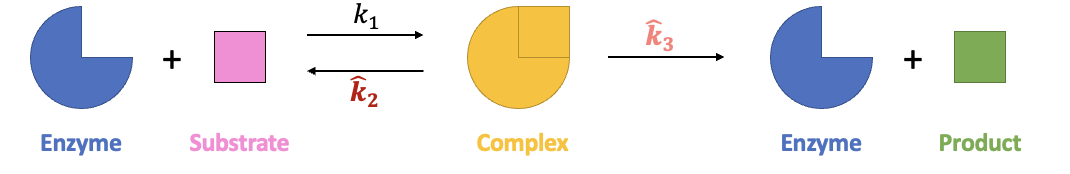 k₁
+ ⟶ k̂₃ +
k̂₂
Enzyme Substrate Complex Enzyme Product